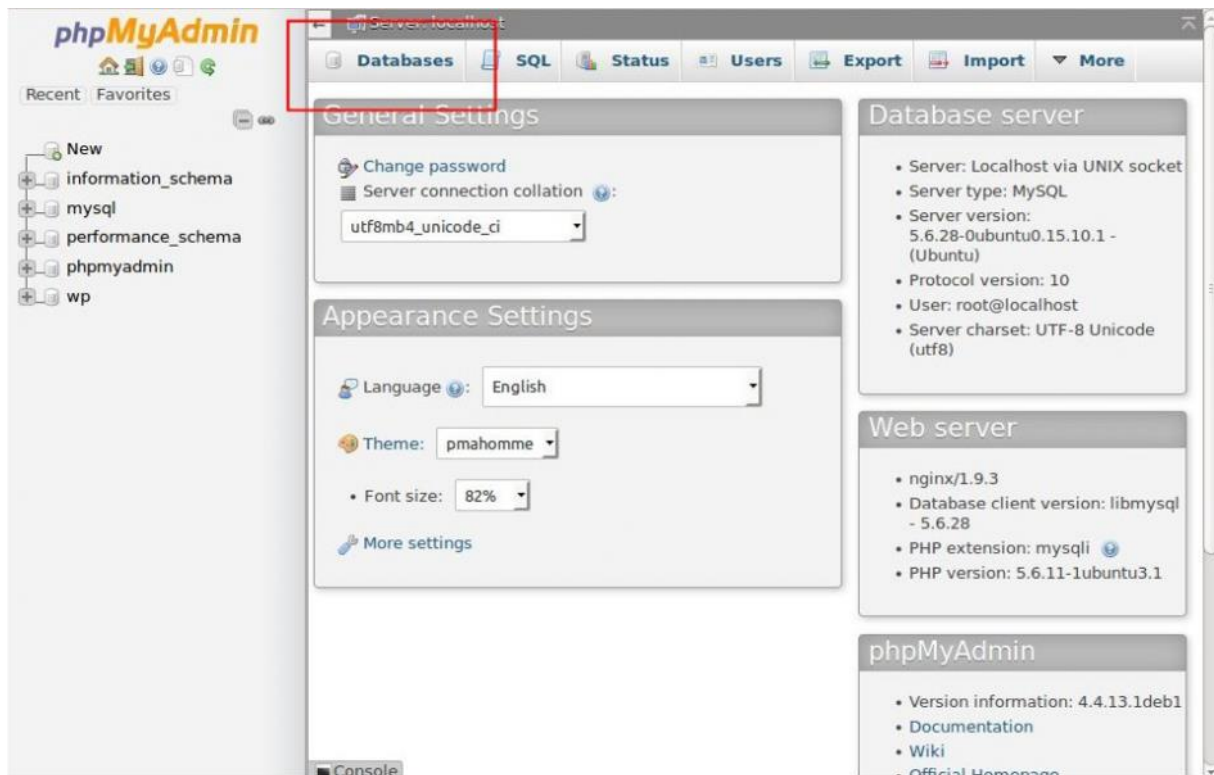 phpMyAdmin
Recent Favorites
New
information_schema
mysql
performance_schema
phpmyadmin
wp
Server: localhost
Databases SQL Status Users Export Import More
General Settings
Change password
Server connection collation :
utf8mb4_unicode_ci
Appearance Settings
Language : English
Theme: pmahomme
• Font size: 82%
More settings
Database server
• Server: Localhost via UNIX socket
• Server type: MySQL
• Server version:
5.6.28-0ubuntu0.15.10.1 -
(Ubuntu)
• Protocol version: 10
• User: root@localhost
• Server charset: UTF-8 Unicode
(utf8)
Web server
• nginx/1.9.3
• Database client version: libmysql
- 5.6.28
• PHP extension: mysqli
• PHP version: 5.6.11-1ubuntu3.1
phpMyAdmin
• Version information: 4.4.13.1deb1
• Documentation
• Wiki
• Official Homepage
Console